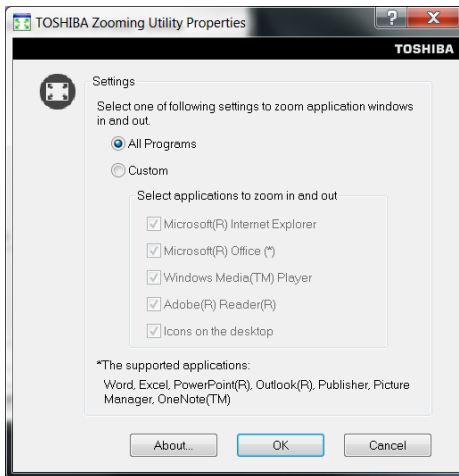 TOSHIBA Zooming Utility Properties
TOSHIBA
Settings
Select one of following settings to zoom application windows
in and out.
All Programs
Custom
Select applications to zoom in and out
Microsoft(R) Internet Explorer
Microsoft(R) Office (*)
Windows Media(TM) Player
Adobe(R) Reader(R)
Icons on the desktop
*The supported applications:
Word, Excel, PowerPoint(R), Outlook(R), Publisher, Picture
Manager, OneNote(TM)
About... OK Cancel